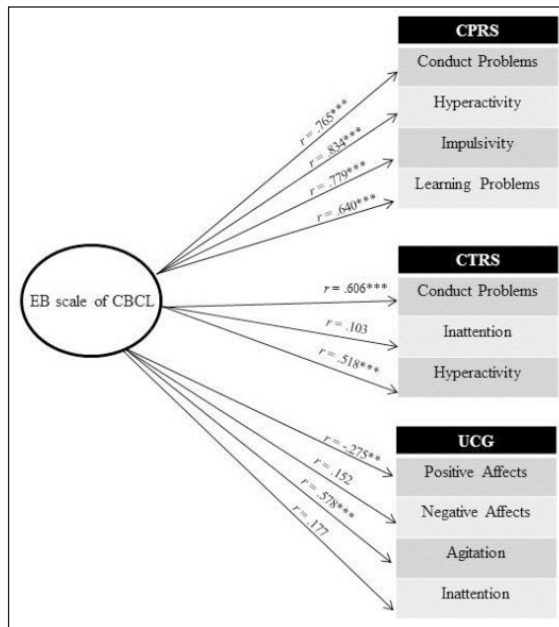 CPRS
Conduct Problems
Hyperactivity
Impulsivity
Learning Problems
r = .765***
r = .834***
r = .779***
r = .640***
EB scale of CBCL
CTRS
Conduct Problems
Inattention
Hyperactivity
r = .606***
r = .103
r = .518***
UCG
Positive Affects
Negative Affects
Agitation
Inattention
r = -.275**
r = .152
r = .578***
r = .177